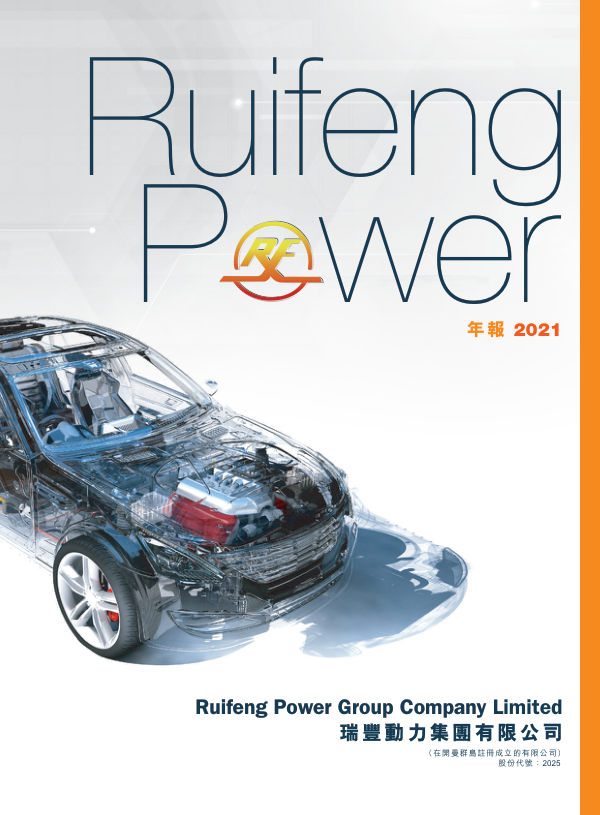 Ruifeng
Power
RF
年報 2021
Ruifeng Power Group Company Limited
瑞豐動力集團有限公司
（在開曼群島註冊成立的有限公司）
股份代號：2025